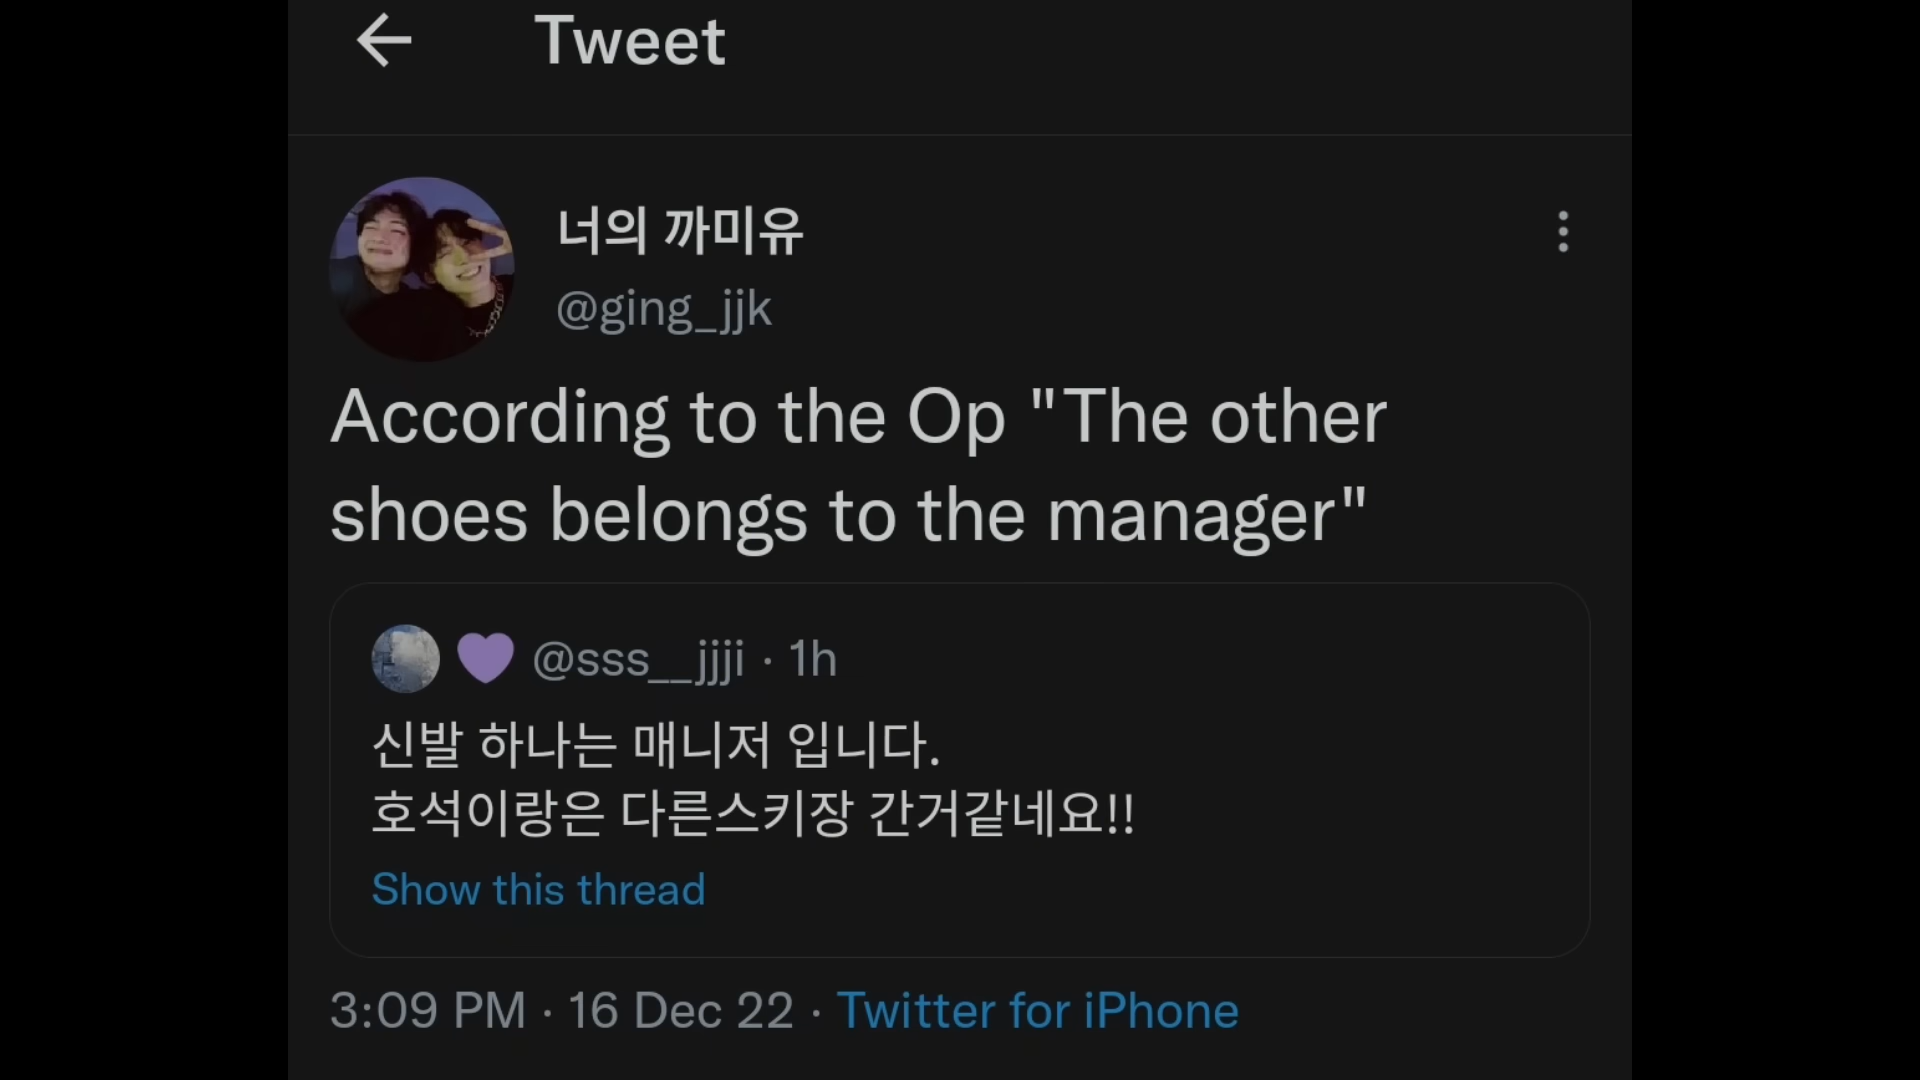 Tweet
너의 까미유
@ging_jjk
According to the Op "The other
shoes belongs to the manager"
@sss__jjji · 1h
신발 하나는 매니저 입니다.
호석이랑은 다른스키장 간거같네요!!
Show this thread
3:09 PM · 16 Dec 22 · Twitter for iPhone